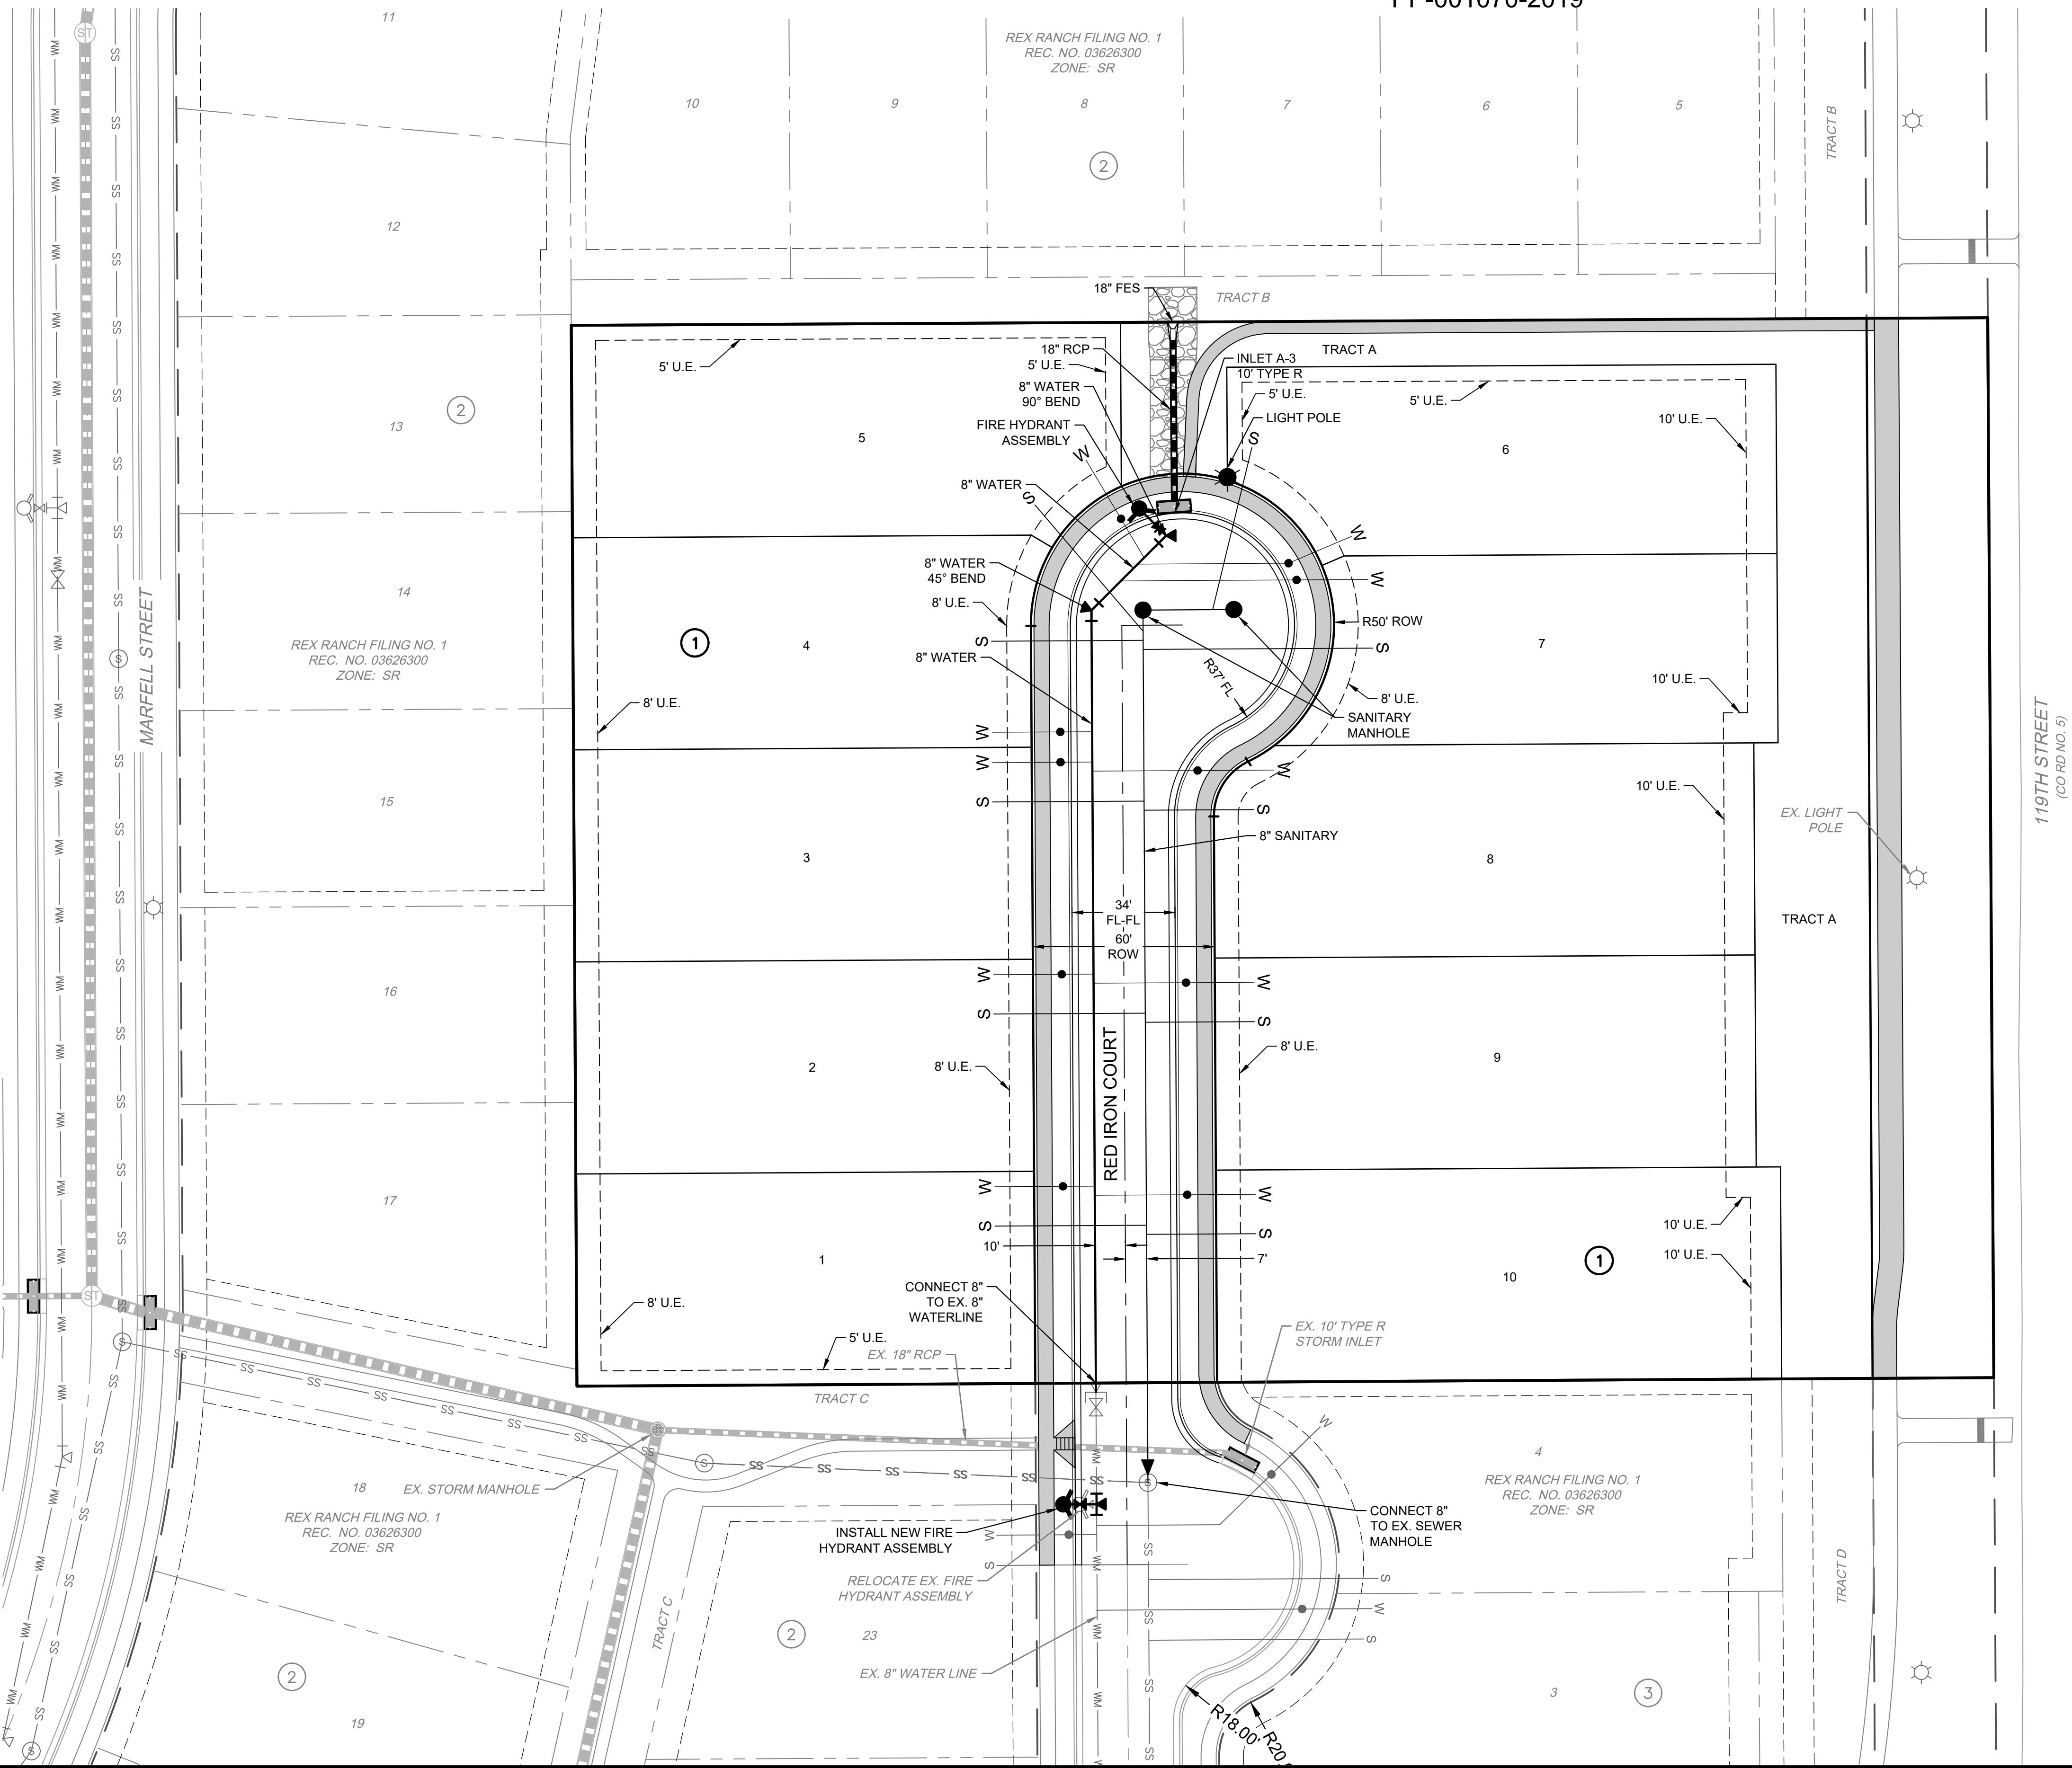 11
REX RANCH FILING NO. 1
REC. NO. 03626300
ZONE: SR
10
9
8
7
6
5
TRACT B
2
12
ST
WM
SS
18" FES
TRACT B
18" RCP
5' U.E.
8" WATER
90° BEND
FIRE HYDRANT
ASSEMBLY
INLET A-3
10' TYPE R
5' U.E.
LIGHT POLE
TRACT A
5' U.E.
5' U.E.
10' U.E.
2
13
5
6
W
S
S
8" WATER
W
W
8" WATER
45° BEND
8' U.E.
14
MARFELL STREET
REX RANCH FILING NO. 1
REC. NO. 03626300
ZONE: SR
1
4
S
8" WATER
R50' ROW
S
7
R37' FL
8' U.E.
10' U.E.
8' U.E.
SANITARY
MANHOLE
W
W
W
119TH STREET
(CO RD NO. 5)
15
S
S
10' U.E.
EX. LIGHT
POLE
8" SANITARY
3
8
34'
FL-FL
60'
ROW
TRACT A
16
W
W
S
S
RED IRON COURT
2
8' U.E.
8' U.E.
9
17
W
W
S
S
10'
7'
10' U.E.
10' U.E.
1
1
10
CONNECT 8"
TO EX. 8"
WATERLINE
8' U.E.
5' U.E.
EX. 18" RCP
EX. 10' TYPE R
STORM INLET
ST
S
TRACT C
W
4
REX RANCH FILING NO. 1
REC. NO. 03626300
ZONE: SR
18
EX. STORM MANHOLE
REX RANCH FILING NO. 1
REC. NO. 03626300
ZONE: SR
S
S
CONNECT 8"
TO EX. SEWER
MANHOLE
INSTALL NEW FIRE
HYDRANT ASSEMBLY
W
S
RELOCATE EX. FIRE
HYDRANT ASSEMBLY
S
W
S
TRACT D
TRACT C
2
23
EX. 8" WATER LINE
2
19
3
3
R18.00'
R20.